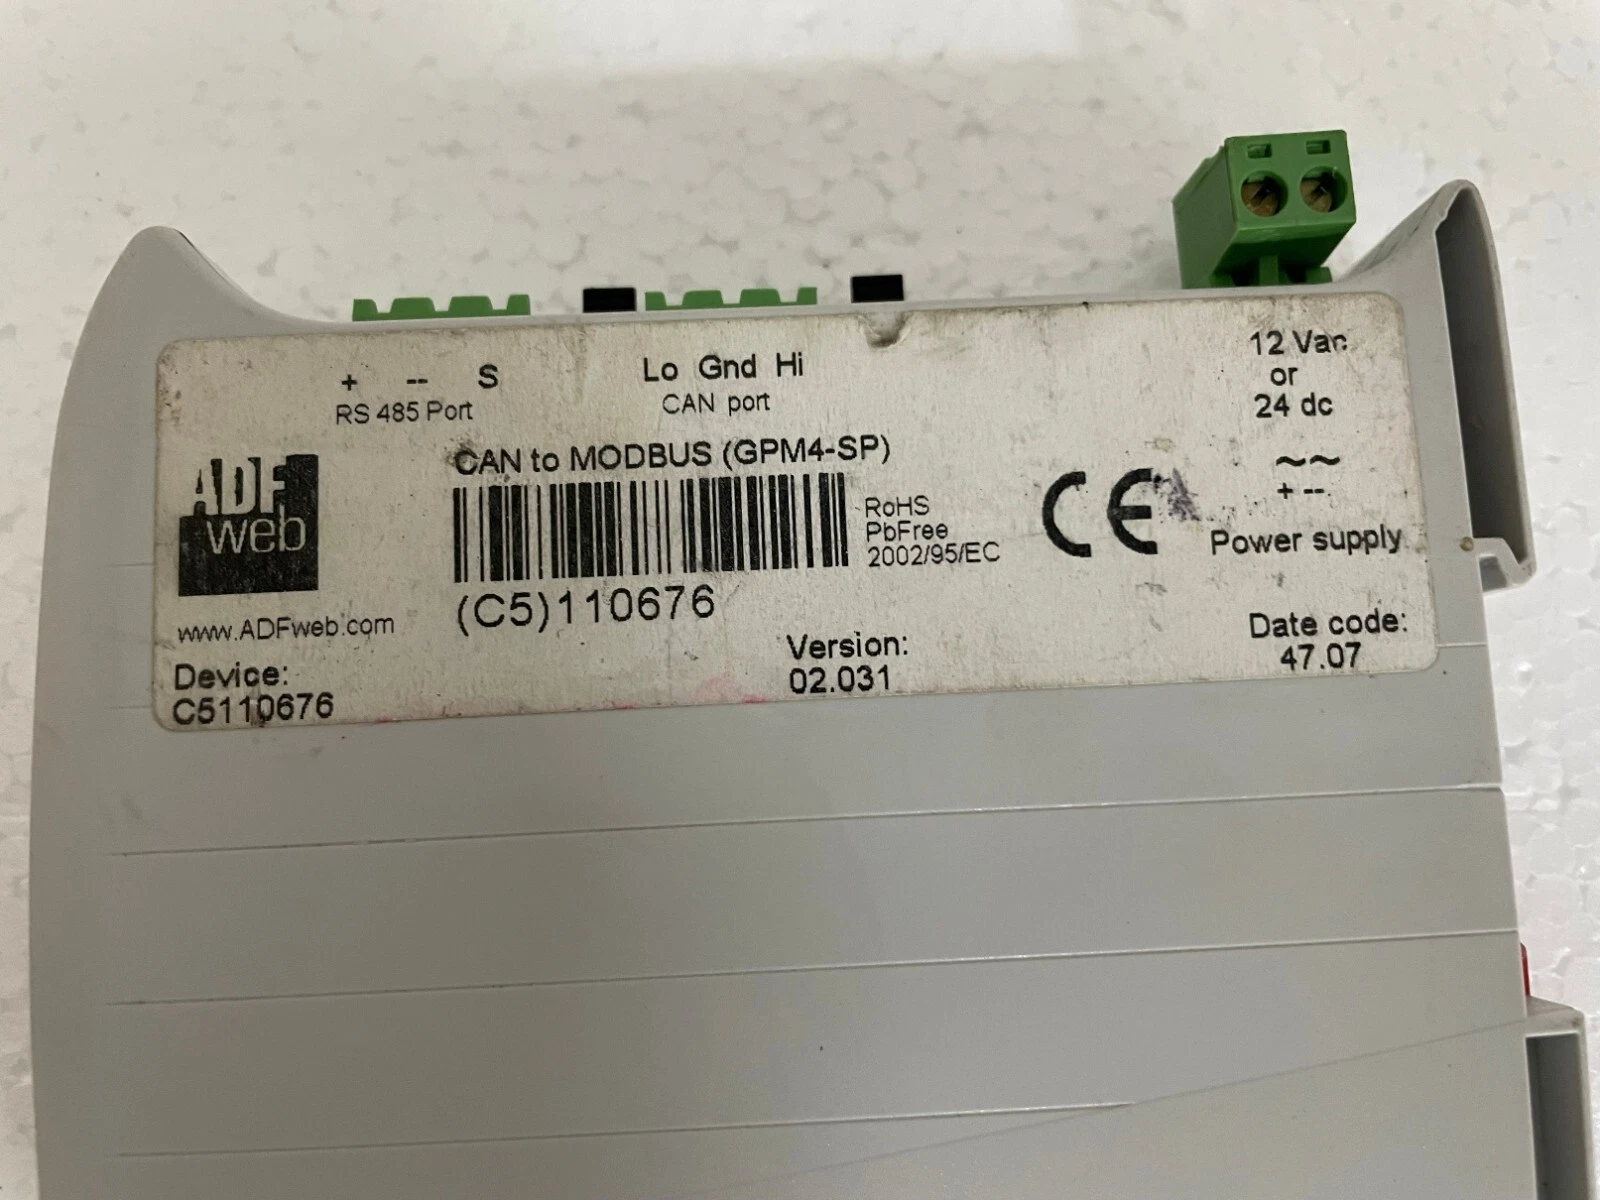 + -- S
RS 485 Port
Lo Gnd Hi
CAN port
12 Vac
or
24 dc
~~
+ --
Power supply
ADF
web
www.ADFweb.com
CAN to MODBUS (GPM4-SP)
(C5)110676
RoHS
PbFree
2002/95/EC
CE
Device:
C5110676
Version:
02.031
Date code:
47.07